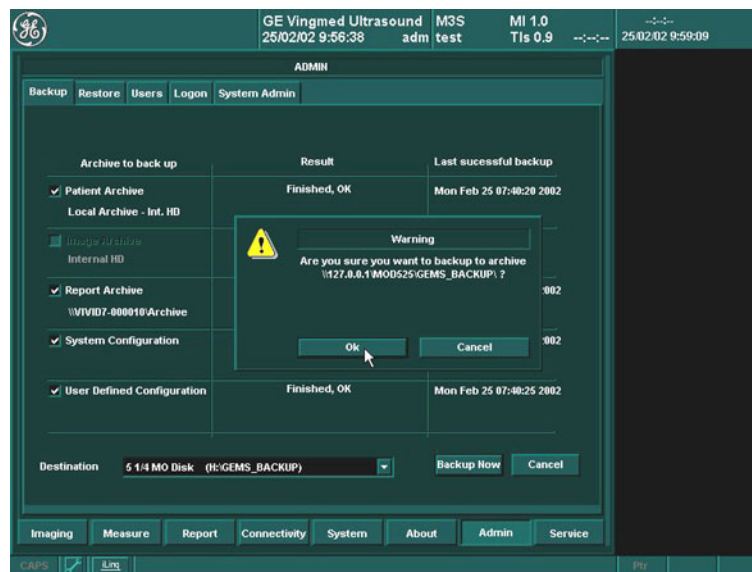 GE
GE Vingmed Ultrasound M3S MI 1.0 --:--:--
25/02/02 9:56:38 adm test TIs 0.9 --:--:-- 25/02/02 9:59:09
ADMIN
Backup Restore Users Logon System Admin
Archive to back up Result Last sucessful backup
Patient Archive Finished, OK Mon Feb 25 07:40:20 2002
Local Archive - Int. HD
Image Archive
Internal HD
Warning
Are you sure you want to backup to archive
\\127.0.0.1\MOD525\GEMS_BACKUP\ ?
Report Archive :002
\\VIVID7-000010\Archive
System Configuration :002
Ok Cancel
User Defined Configuration Finished, OK Mon Feb 25 07:40:25 2002
Destination 5 1/4 MO Disk (H:\GEMS_BACKUP) Backup Now Cancel
Imaging Measure Report Connectivity System About Admin Service
CAPS iLinq Ptr